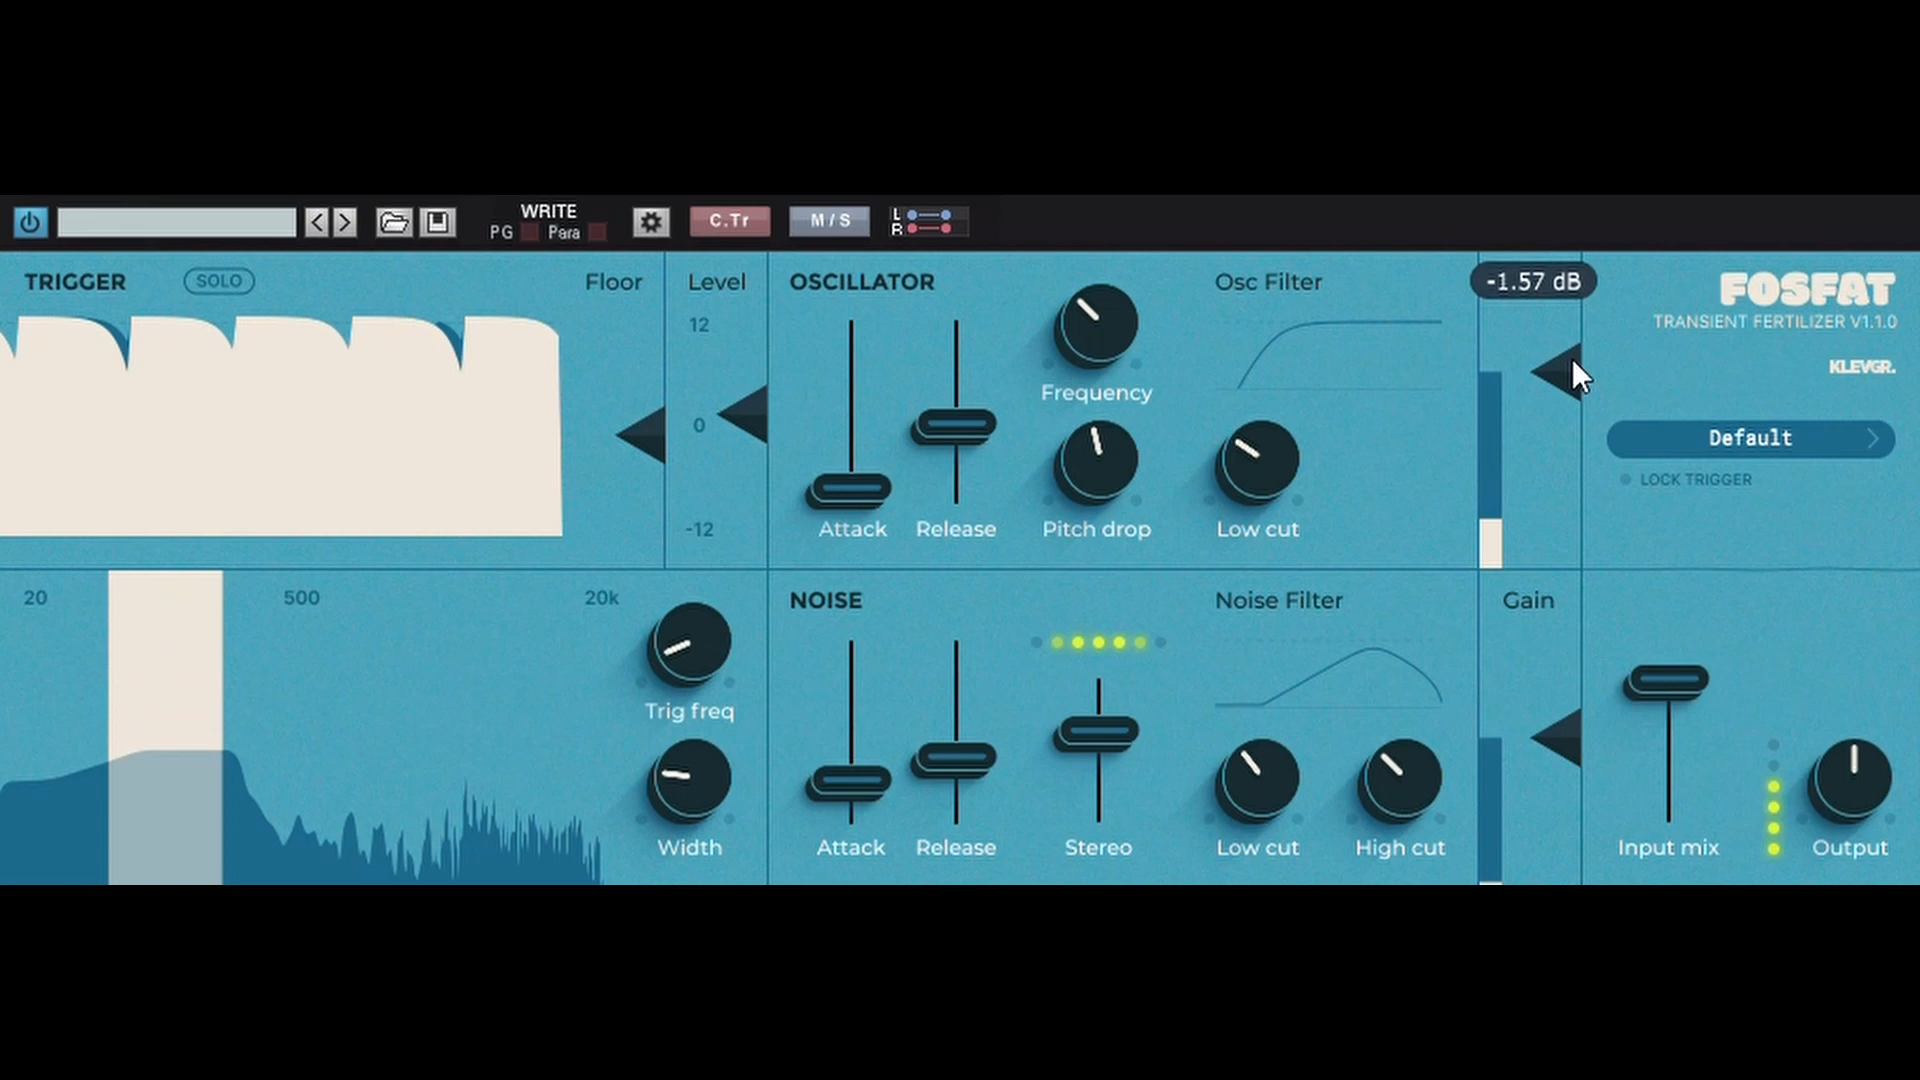 WRITE
PG Para
C.Tr
M/S
L
R
TRIGGER
SOLO
Floor
Level
12
0
-12
OSCILLATOR
Attack
Release
Frequency
Pitch drop
Osc Filter
Low cut
-1.57 dB
FOSFAT
TRANSIENT FERTILIZER V1.1.0
KLEVGR.
Default
LOCK TRIGGER
20
500
20k
Trig freq
Width
NOISE
Attack
Release
Stereo
Noise Filter
Low cut
High cut
Gain
Input mix
Output